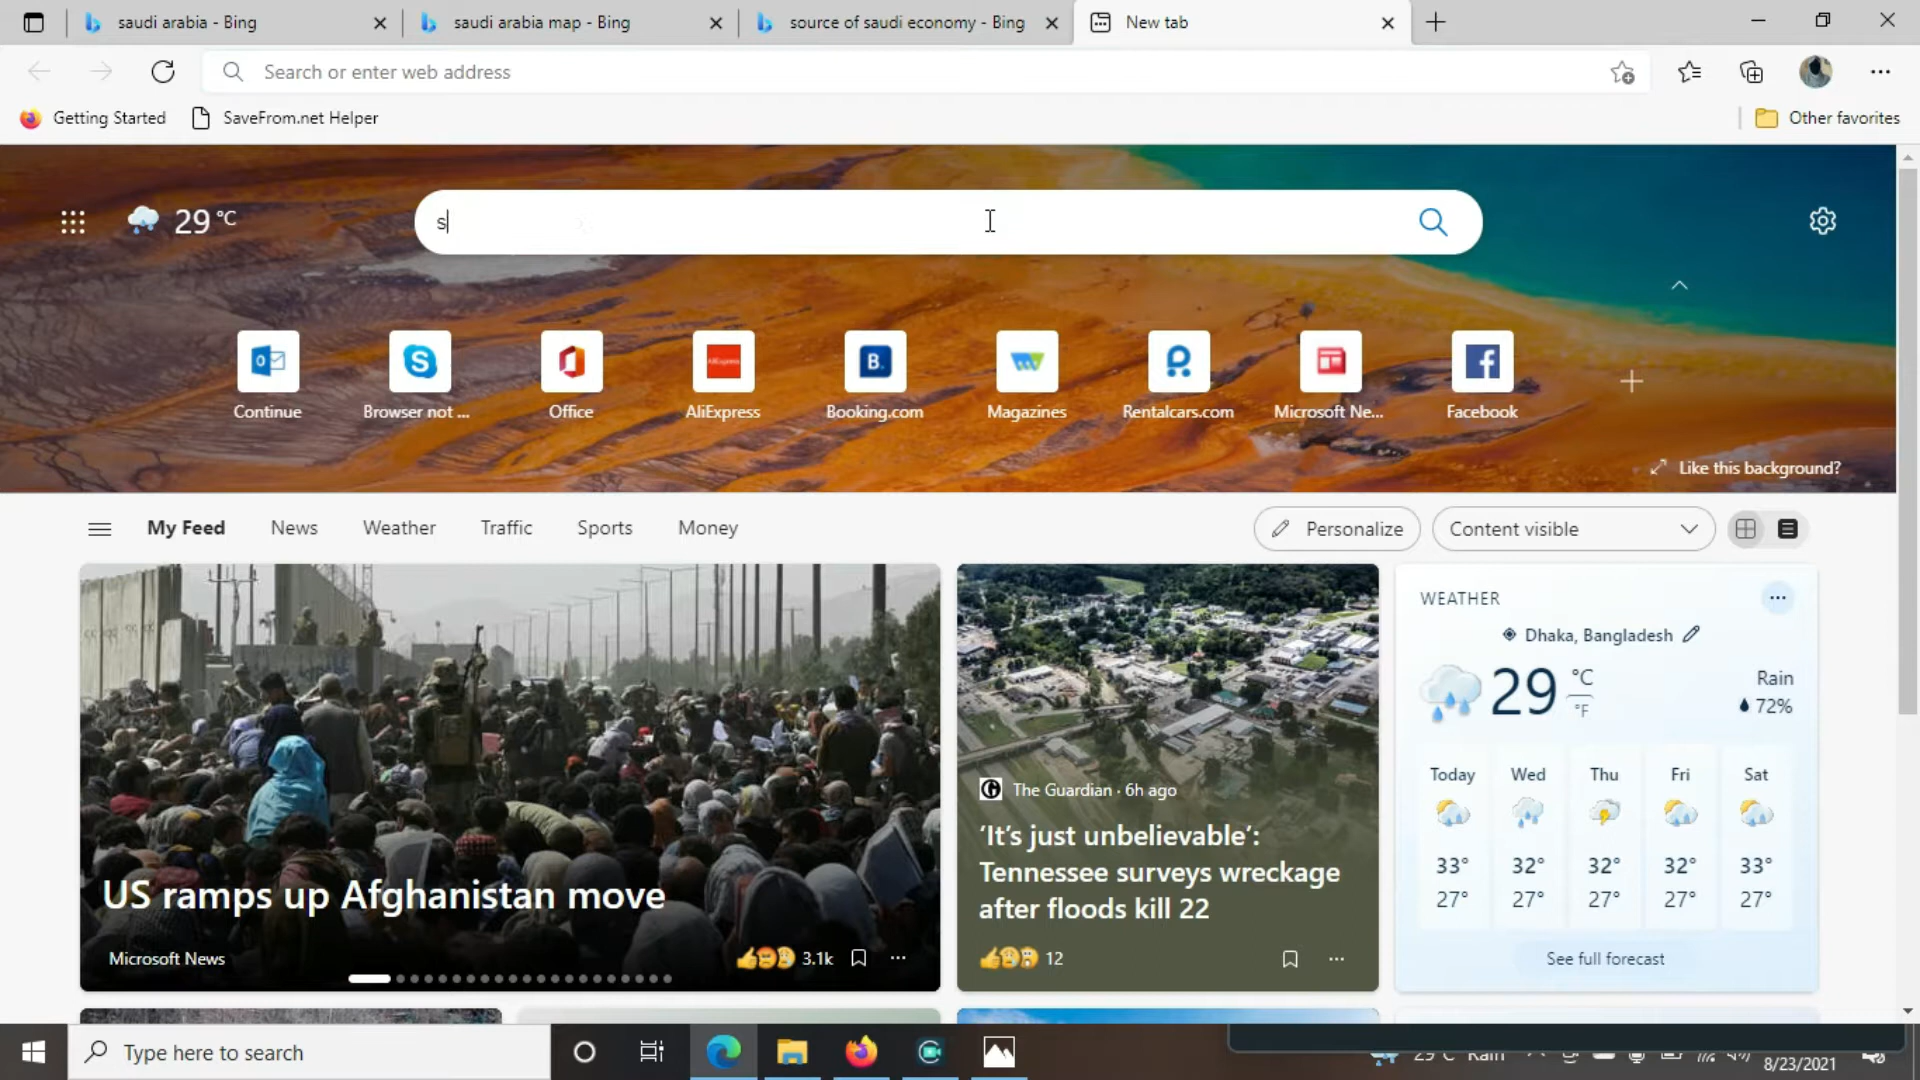 saudi arabia - Bing
saudi arabia map - Bing
source of saudi economy - Bing
New tab
Search or enter web address
Getting Started
SaveFrom.net Helper
Other favorites
29 °C
s
Continue
Browser not ...
Office
AliExpress
AliExpress
B.
Booking.com
Magazines
Rentalcars.com
Microsoft Ne...
Facebook
Like this background?
My Feed
News
Weather
Traffic
Sports
Money
Personalize
Content visible
US ramps up Afghanistan move
Microsoft News
3.1k
The Guardian · 6h ago
‘It’s just unbelievable’:
Tennessee surveys wreckage
after floods kill 22
12
WEATHER
Dhaka, Bangladesh
29 °C
°F
Rain
72%
Today Wed Thu Fri Sat
33° 32° 32° 32° 33°
27° 27° 27° 27° 27°
See full forecast
Type here to search
29°C Rain
8/23/2021